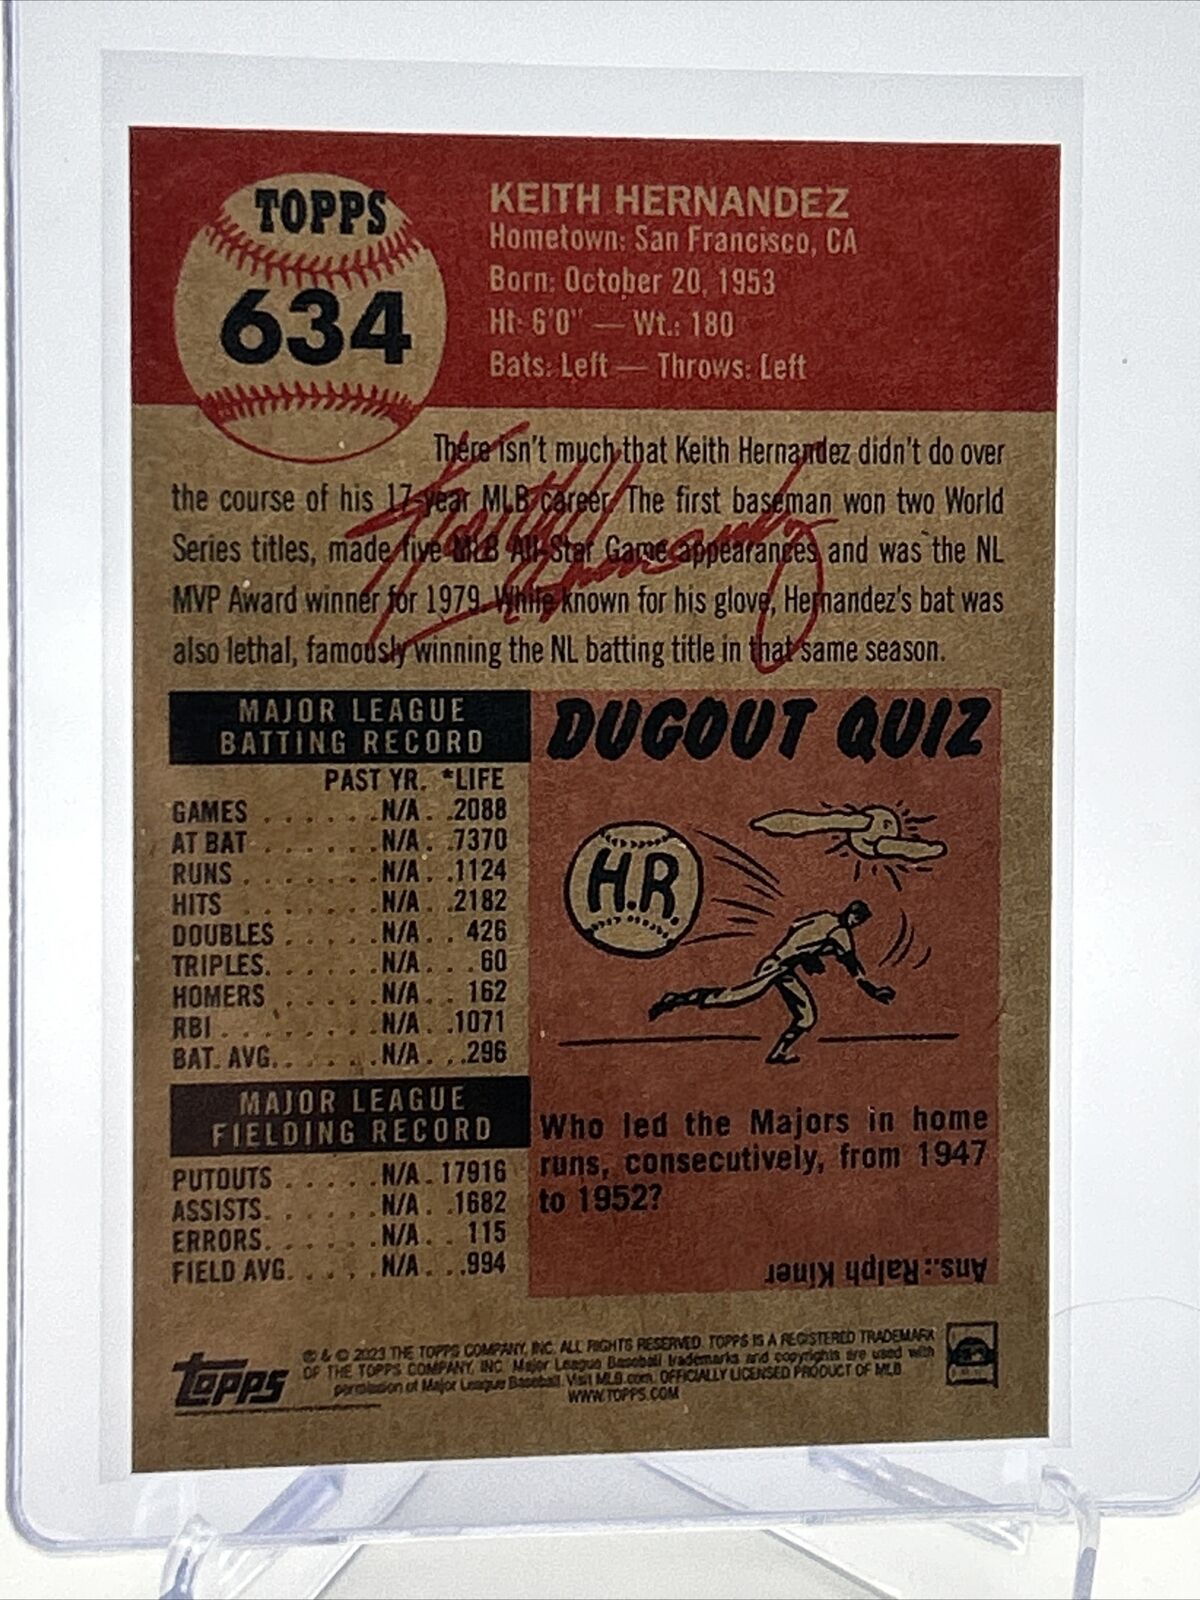 TOPPS
634
KEITH HERNANDEZ
Hometown: San Francisco, CA
Born: October 20, 1953
Ht: 6'0" — Wt.: 180
Bats: Left — Throws: Left
There isn't much that Keith Hernandez didn't do over
the course of his 17-year MLB career. The first baseman won two World
Series titles, made five MLB All-Star Game appearances and was the NL
MVP Award winner for 1979. While known for his glove, Hernandez's bat was
also lethal, famously winning the NL batting title in that same season.
Keith Hernandez
MAJOR LEAGUE
BATTING RECORD
PAST YR. *LIFE
GAMES . . . . . . N/A . .2088
AT BAT . . . . . . N/A . .7370
RUNS . . . . . . . N/A . .1124
HITS . . . . . . . N/A . .2182
DOUBLES . . . . . N/A . . 426
TRIPLES. . . . . . N/A . . . 60
HOMERS . . . . . N/A . . 162
RBI . . . . . . . . N/A . .1071
BAT. AVG. . . . . . N/A . . .296
MAJOR LEAGUE
FIELDING RECORD
PUTOUTS . . . . . N/A . 17916
ASSISTS. . . . . . N/A . .1682
ERRORS. . . . . . N/A . . 115
FIELD AVG. . . . . N/A . . .994
DUGOUT QUIZ
H.R.
Who led the Majors in home
runs, consecutively, from 1947
to 1952?
Ans.: Ralph Kiner
topps
® & © 2023 THE TOPPS COMPANY, INC. ALL RIGHTS RESERVED. TOPPS IS A REGISTERED TRADEMARK
OF THE TOPPS COMPANY, INC. Major League Baseball trademarks and copyrights are used with
permission of Major League Baseball. Visit MLB.com. OFFICIALLY LICENSED PRODUCT OF MLB
WWW.TOPPS.COM